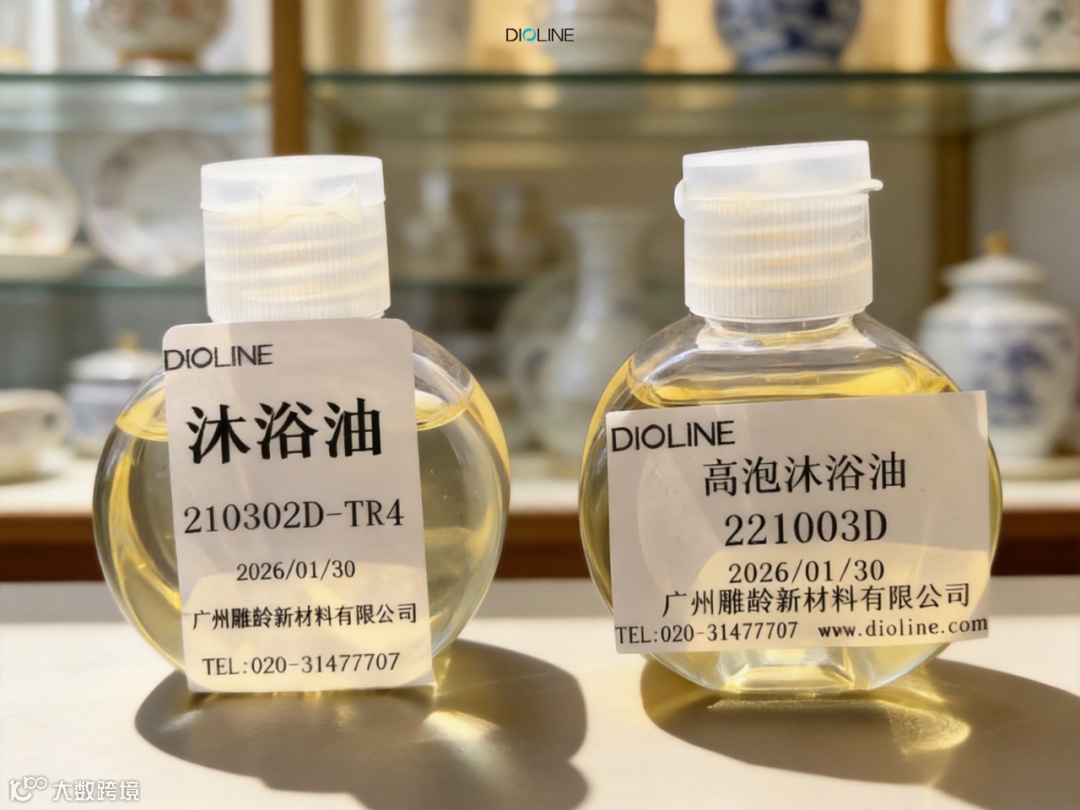 DIOLINE
DIOLINE
沐浴油
210302D-TR4
2026/01/30
广州雕龄新材料有限公司
TEL:020-31477707
DIOLINE
高泡沐浴油
221003D
2026/01/30
广州雕龄新材料有限公司
TEL:020-31477707 www.dioline.com
大数跨境